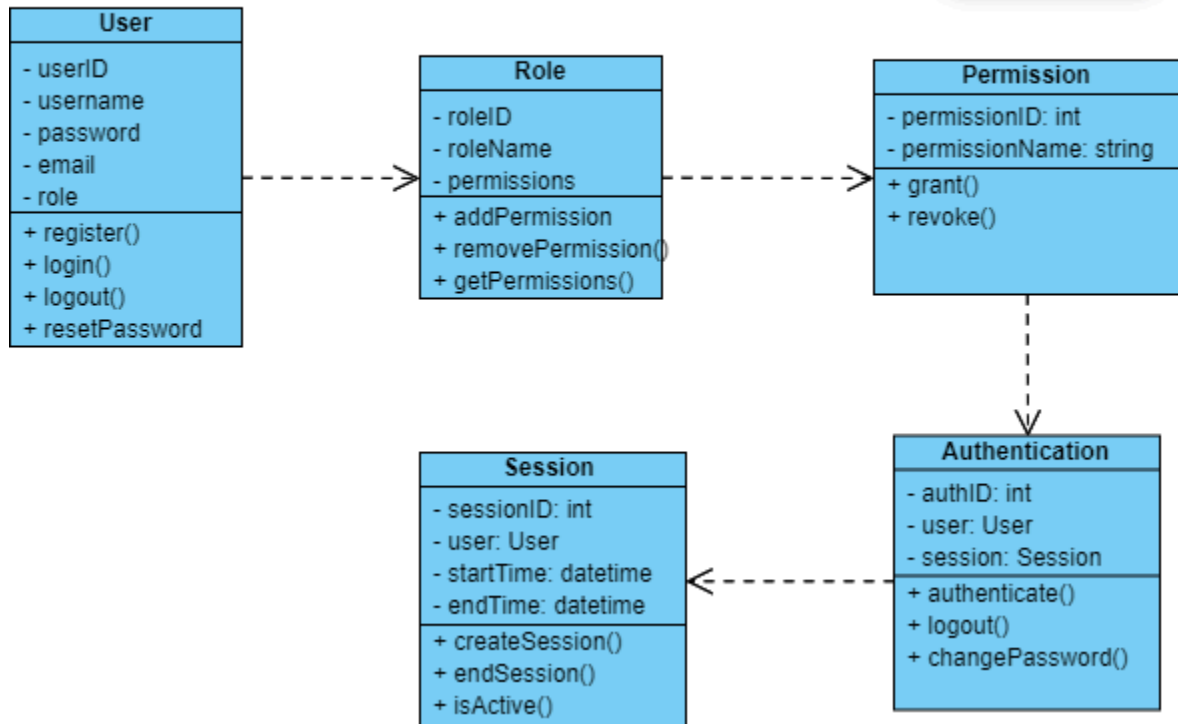 User
- userID
- username
- password
- email
- role
+ register()
+ login()
+ logout()
+ resetPassword
Role
- roleID
- roleName
- permissions
+ addPermission
+ removePermission()
+ getPermissions()
Permission
- permissionID: int
- permissionName: string
+ grant()
+ revoke()
Session
- sessionID: int
- user: User
- startTime: datetime
- endTime: datetime
+ createSession()
+ endSession()
+ isActive()
Authentication
- authID: int
- user: User
- session: Session
+ authenticate()
+ logout()
+ changePassword()